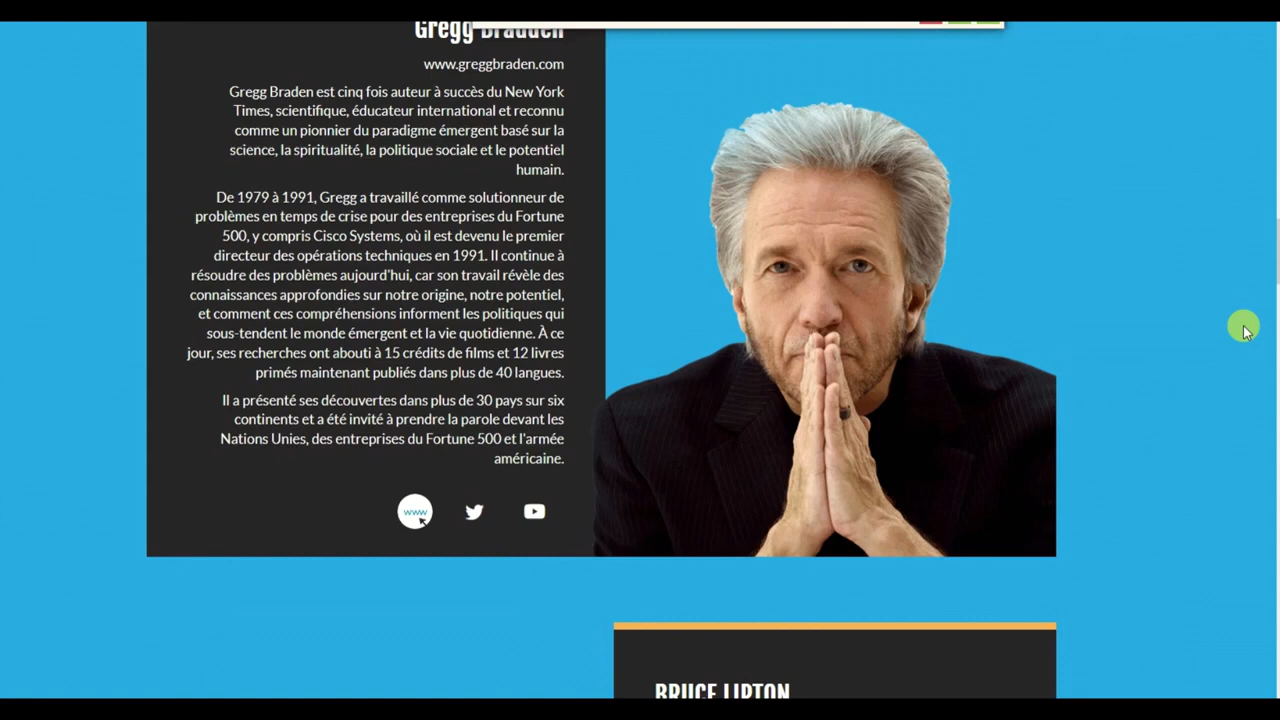 Gregg Braden
www.greggbraden.com
Gregg Braden est cinq fois auteur à succès du New York
Times, scientifique, éducateur international et reconnu
comme un pionnier du paradigme émergent basé sur la
science, la spiritualité, la politique sociale et le potentiel
humain.
De 1979 à 1991, Gregg a travaillé comme solutionneur de
problèmes en temps de crise pour des entreprises du Fortune
500, y compris Cisco Systems, où il est devenu le premier
directeur des opérations techniques en 1991. Il continue à
résoudre des problèmes aujourd'hui, car son travail révèle des
connaissances approfondies sur notre origine, notre potentiel,
et comment ces compréhensions informent les politiques qui
sous-tendent le monde émergent et la vie quotidienne. À ce
jour, ses recherches ont abouti à 15 crédits de films et 12 livres
primés maintenant publiés dans plus de 40 langues.
Il a présenté ses découvertes dans plus de 30 pays sur six
continents et a été invité à prendre la parole devant les
Nations Unies, des entreprises du Fortune 500 et l'armée
américaine.
www
BRUCE LIPTON